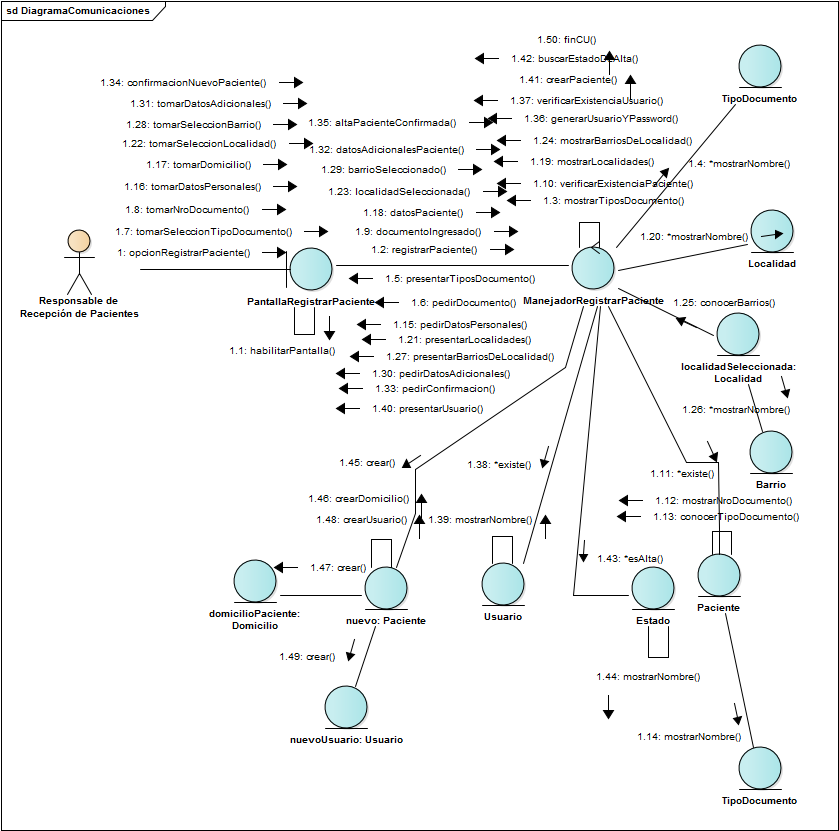 sd DiagramaComunicaciones
1.50: finCU()
1.42: buscarEstadoDeAlta()
1.41: crearPaciente()
1.34: confirmacionNuevoPaciente()
1.37: verificarExistenciaUsuario()
TipoDocumento
1.31: tomarDatosAdicionales()
1.36: generarUsuarioYPassword()
1.28: tomarSeleccionBarrio()
1.35: altaPacienteConfirmada()
1.22: tomarSeleccionLocalidad()
1.24: mostrarBarriosDeLocalidad()
1.32: datosAdicionalesPaciente()
1.17: tomarDomicilio()
1.19: mostrarLocalidades()
1.4: *mostrarNombre()
1.29: barrioSeleccionado()
1.16: tomarDatosPersonales()
1.10: verificarExistenciaPaciente()
1.23: localidadSeleccionada()
1.3: mostrarTiposDocumento()
1.8: tomarNroDocumento()
1.18: datosPaciente()
1.7: tomarSeleccionTipoDocumento()
1.9: documentoIngresado()
1.20: *mostrarNombre()
1: opcionRegistrarPaciente()
1.2: registrarPaciente()
Localidad
1.5: presentarTiposDocumento()
Responsable de
Recepción de Pacientes
PantallaRegistrarPaciente
1.6: pedirDocumento()
ManejadorRegistrarPaciente
1.25: conocerBarrios()
1.15: pedirDatosPersonales()
1.21: presentarLocalidades()
1.1: habilitarPantalla()
1.27: presentarBarriosDeLocalidad()
localidadSeleccionada:
Localidad
1.30: pedirDatosAdicionales()
1.33: pedirConfirmacion()
1.40: presentarUsuario()
1.26: *mostrarNombre()
1.45: crear()
1.38: *existe()
1.11: *existe()
Barrio
1.46: crearDomicilio()
1.12: mostrarNroDocumento()
1.48: crearUsuario()
1.39: mostrarNombre()
1.13: conocerTipoDocumento()
1.43: *esAlta()
1.47: crear()
domicilioPaciente:
Domicilio
nuevo: Paciente
Usuario
Estado
Paciente
1.49: crear()
1.44: mostrarNombre()
1.14: mostrarNombre()
nuevoUsuario: Usuario
TipoDocumento